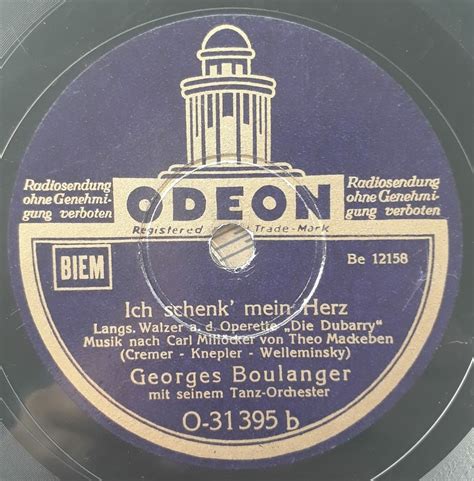 Radiosendung
ohne Genehmi-
gung verboten
ODEON
Registered Trade-Mark
Radiosendung
ohne Genehmi-
gung verboten
BIEM
Be 12158
Ich schenk' mein Herz
Langs. Walzer a. d. Operette „Die Dubarry"
Musik nach Carl Millöcker von Theo Mackeben
(Cremer - Knepler - Welleminsky)
Georges Boulanger
mit seinem Tanz-Orchester
O-31395 b